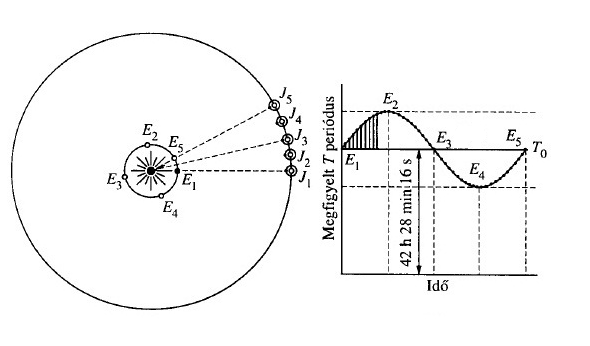 J5
J4
J3
J2
J1
E2
E5
E3
E1
E4
E2
E1
E3
E4
E5
T0
Megfigyelt T periódus
42 h 28 min 16 s
Idő